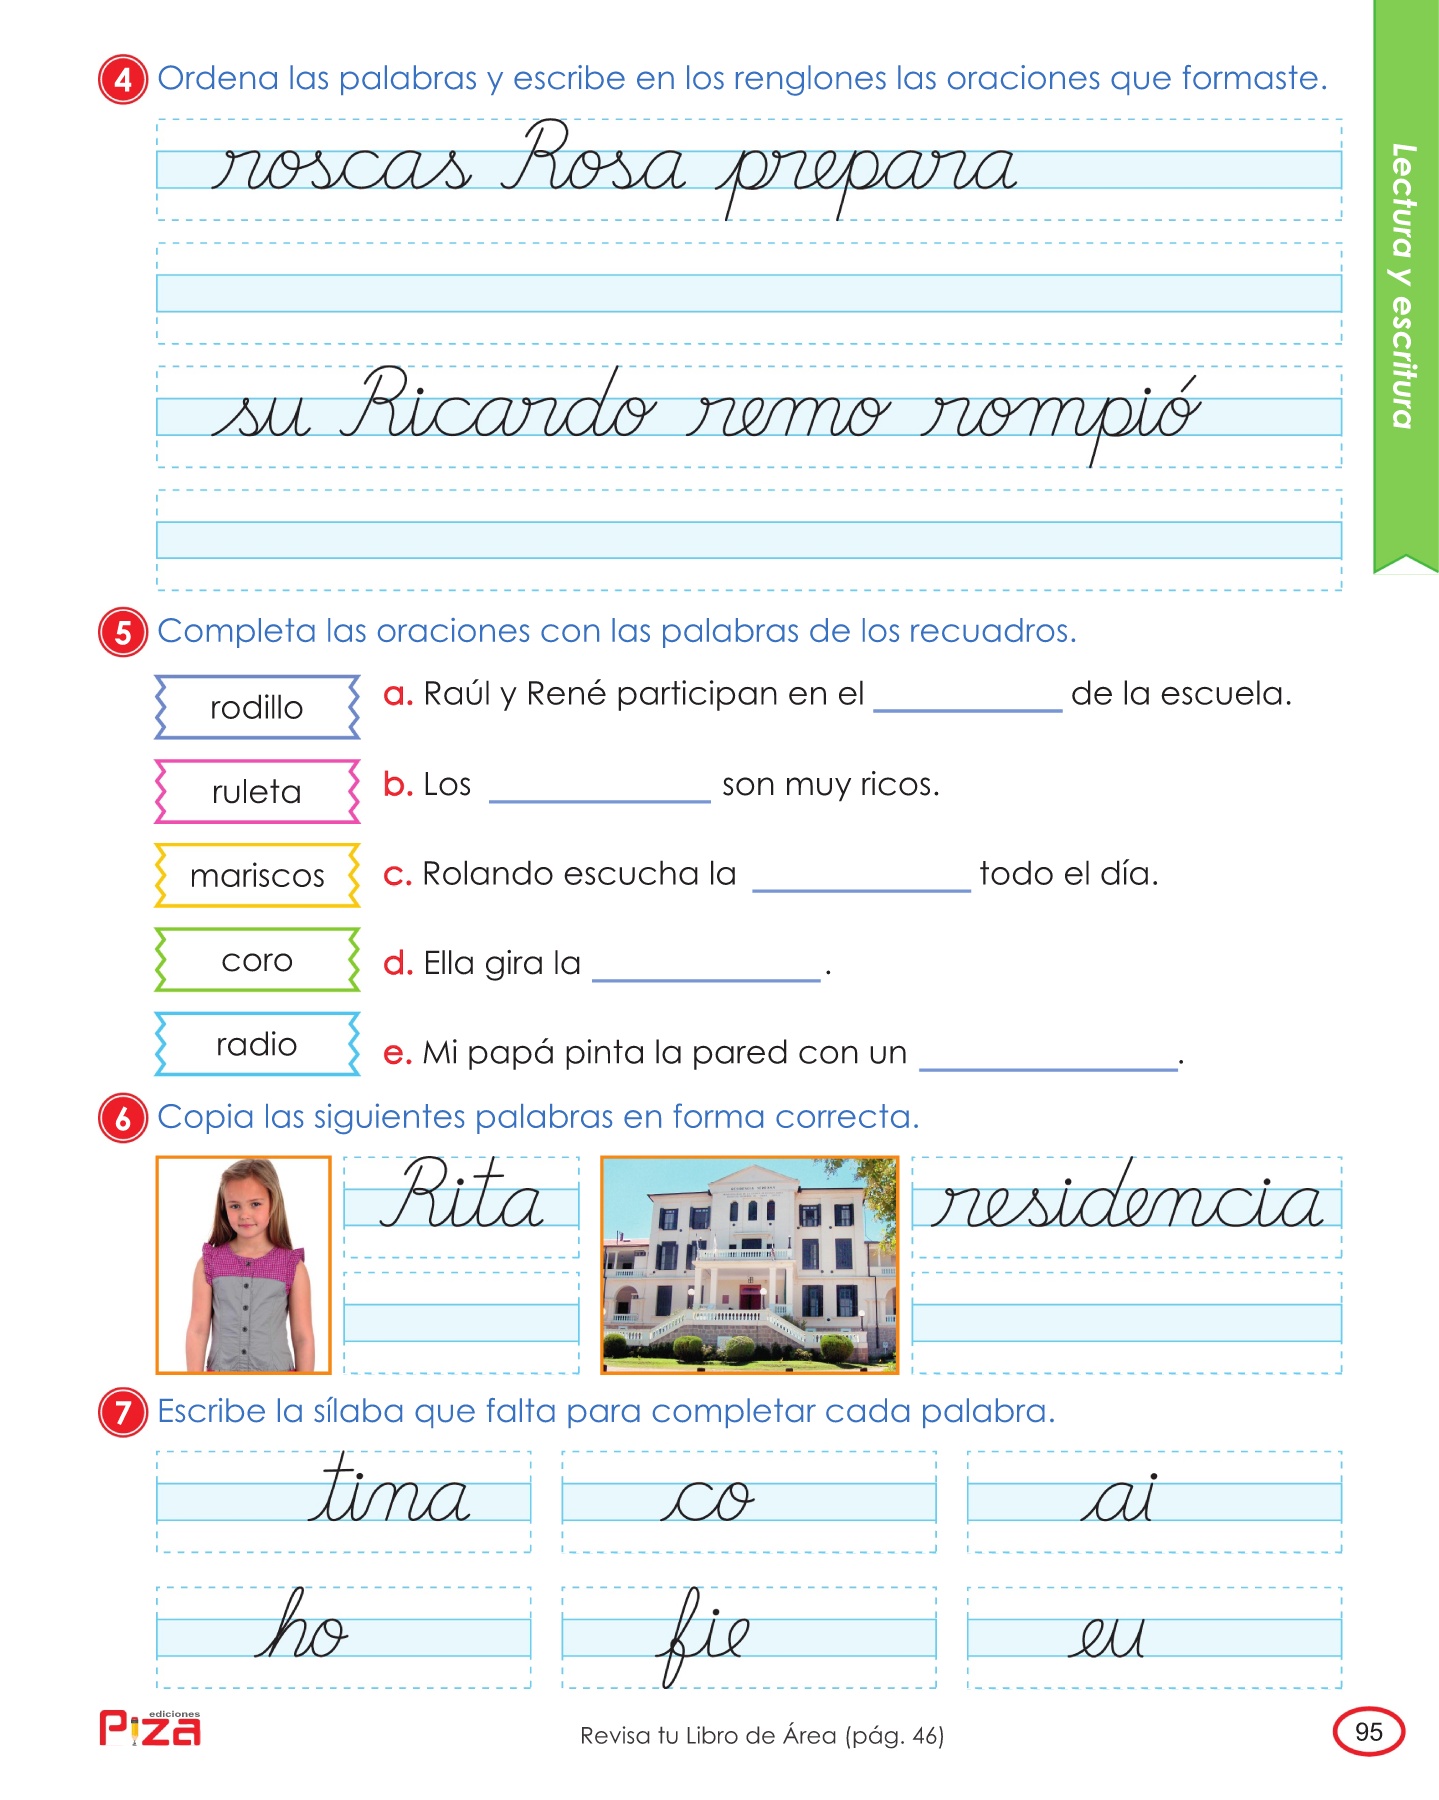 4 Ordena las palabras y escribe en los renglones las oraciones que formaste.
roscas Rosa prepara
su Ricardo remo rompió
Lectura y escritura
5 Completa las oraciones con las palabras de los recuadros.
rodillo
ruleta
mariscos
coro
radio
a. Raúl y René participan en el __________ de la escuela.
b. Los __________ son muy ricos.
c. Rolando escucha la __________ todo el día.
d. Ella gira la __________.
e. Mi papá pinta la pared con un __________.
6 Copia las siguientes palabras en forma correcta.
Rita
residencia
7 Escribe la sílaba que falta para completar cada palabra.
tina co ai
ho fie eu
ediciones
Piza
Revisa tu Libro de Área (pág. 46)
95